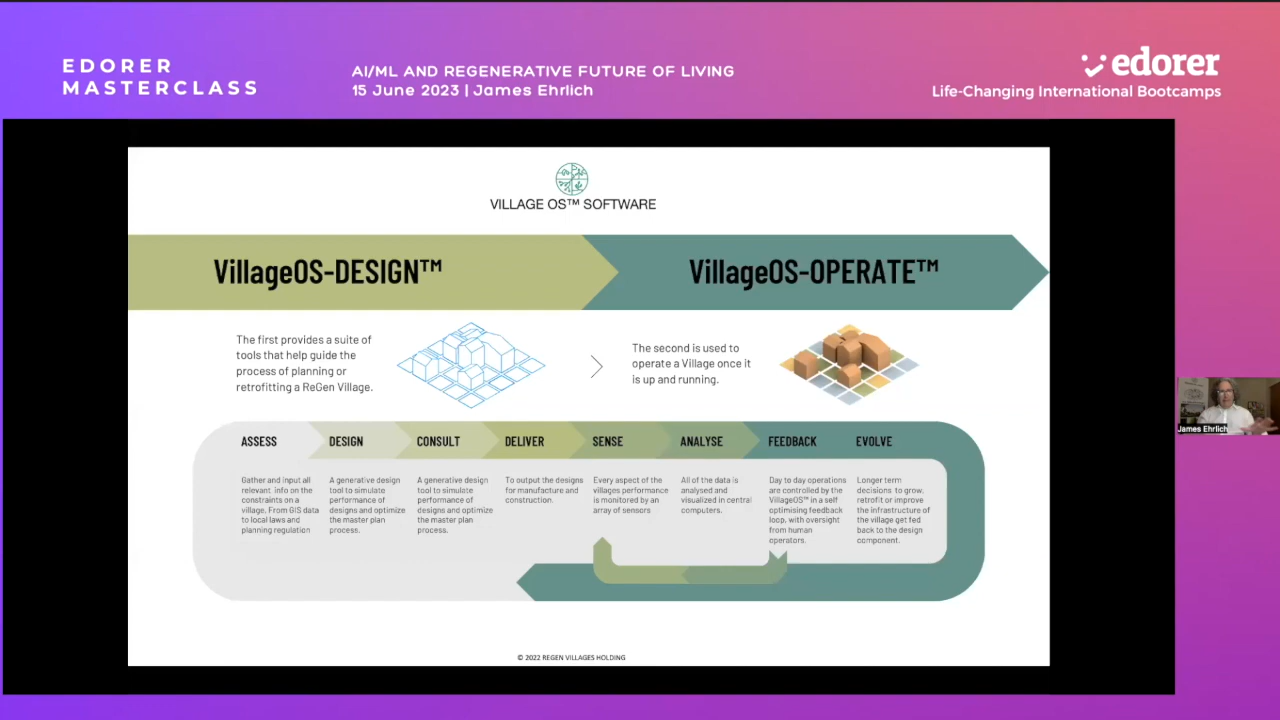 EDORER
MASTERCLASS
AI/ML AND REGENERATIVE FUTURE OF LIVING
15 June 2023 | James Ehrlich
edorer
Life-Changing International Bootcamps
VILLAGE OS™ SOFTWARE
VillageOS-DESIGN™
VillageOS-OPERATE™
The first provides a suite of
tools that help guide the
process of planning or
retrofitting a ReGen Village.
The second is used to
operate a Village once it
is up and running.
ASSESS
Gather and input all
relevant info on the
constraints on a
village. From GIS data
to local laws and
planning regulation
DESIGN
A generative design
tool to simulate
performance of
designs and optimize
the master plan
process.
CONSULT
A generative design
tool to simulate
performance of
designs and optimize
the master plan
process.
DELIVER
To output the designs
for manufacture and
construction.
SENSE
Every aspect of the
villages performance
is monitored by an
array of sensors
ANALYSE
All of the data is
analysed and
visualized in central
computers.
FEEDBACK
Day to day operations
are controlled by the
VillageOS™ in a self
optimising feedback
loop, with oversight
from human
operators.
EVOLVE
Longer term
decisions to grow,
retrofit or improve
the infrastructure of
the village get fed
back to the design
component.
© 2022 REGEN VILLAGES HOLDING
James Ehrlich